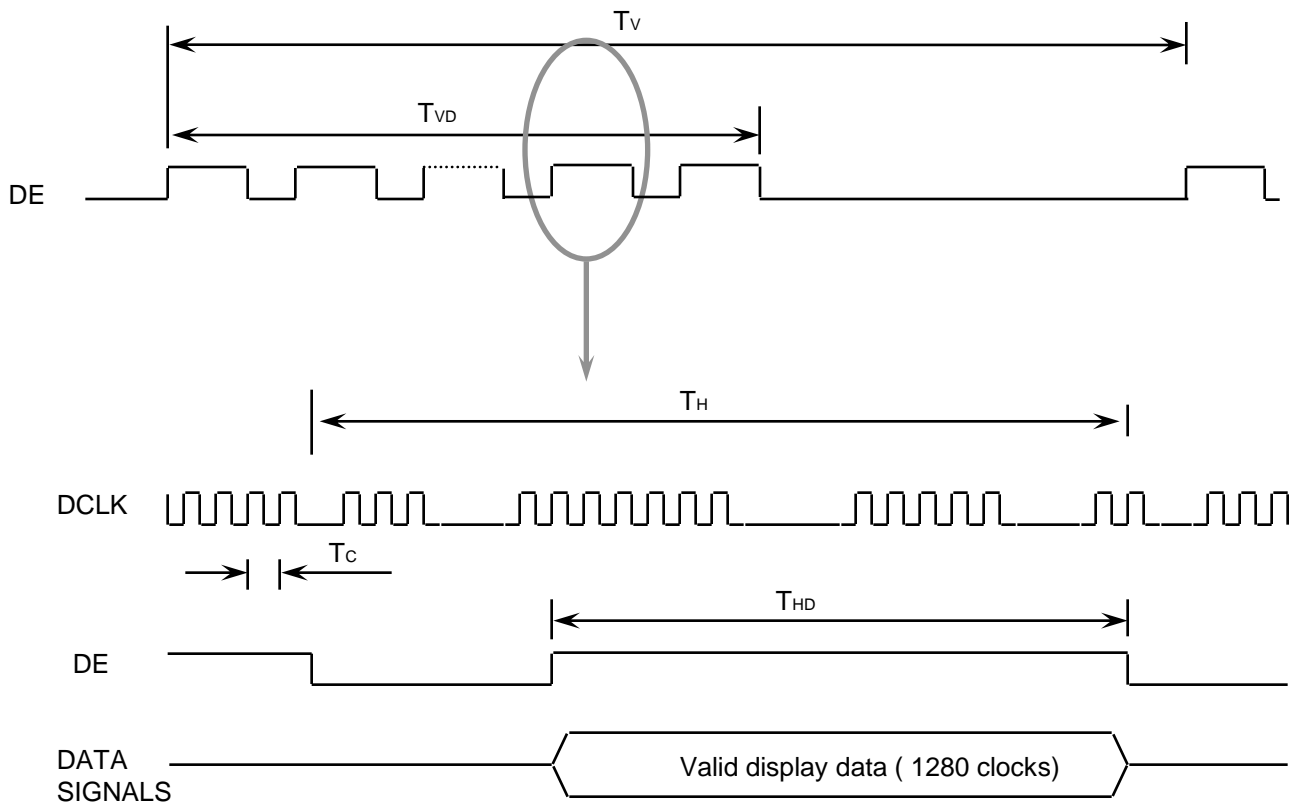 TV
TVD
DE
TH
DCLK
TC
THD
DE
DATA
SIGNALS
Valid display data ( 1280 clocks)